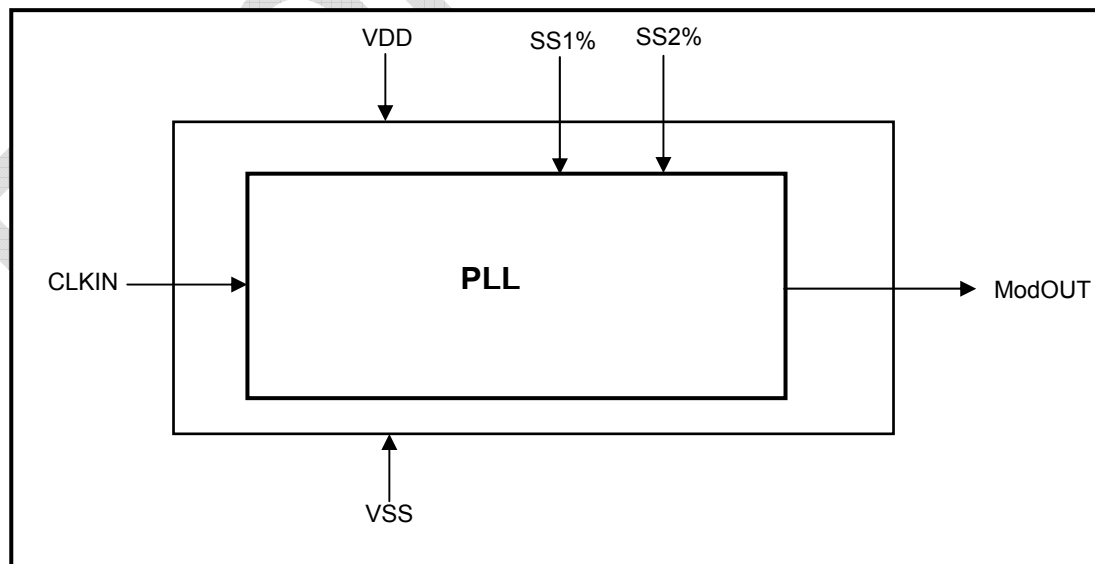 VDD
SS1%
SS2%
CLKIN
PLL
ModOUT
VSS